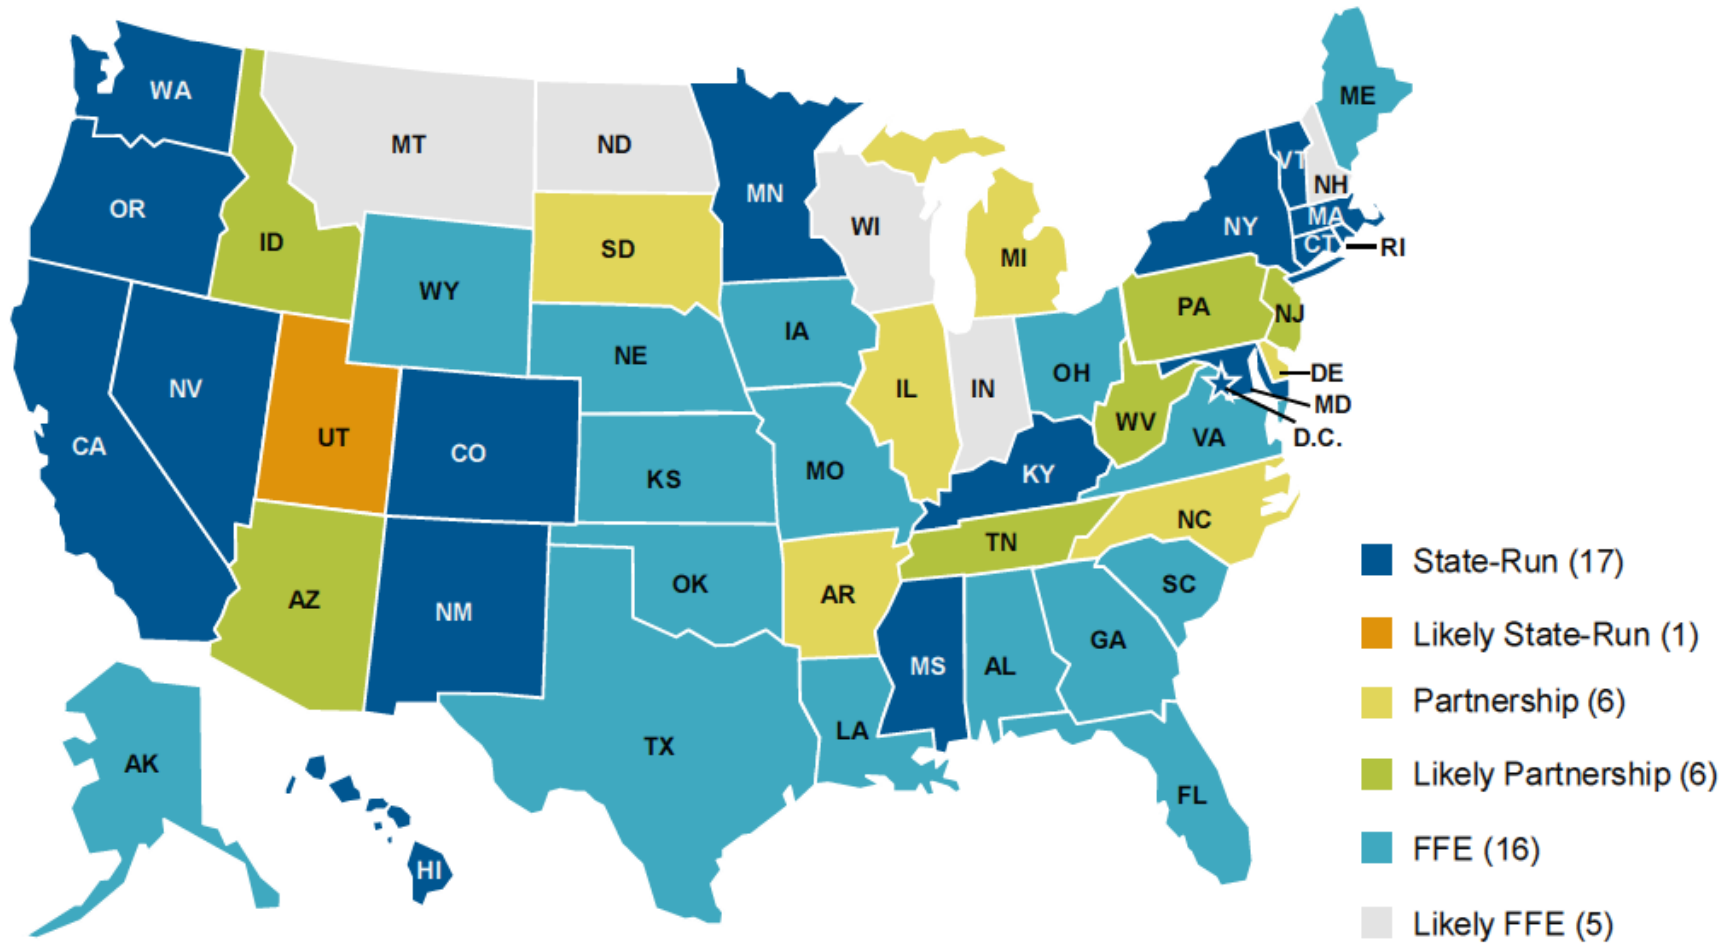 WA
MT
ND
MN
OR
ID
SD
WI
MI
ME
VT
NH
NY
MA
CT
RI
WY
IA
NE
PA
NJ
NV
UT
CO
CA
KS
MO
IL
IN
OH
WV
VA
KY
DE
MD
D.C.
AZ
NM
OK
AR
TN
NC
SC
MS
AL
GA
TX
LA
FL
AK
HI
State-Run (17)
Likely State-Run (1)
Partnership (6)
Likely Partnership (6)
FFE (16)
Likely FFE (5)